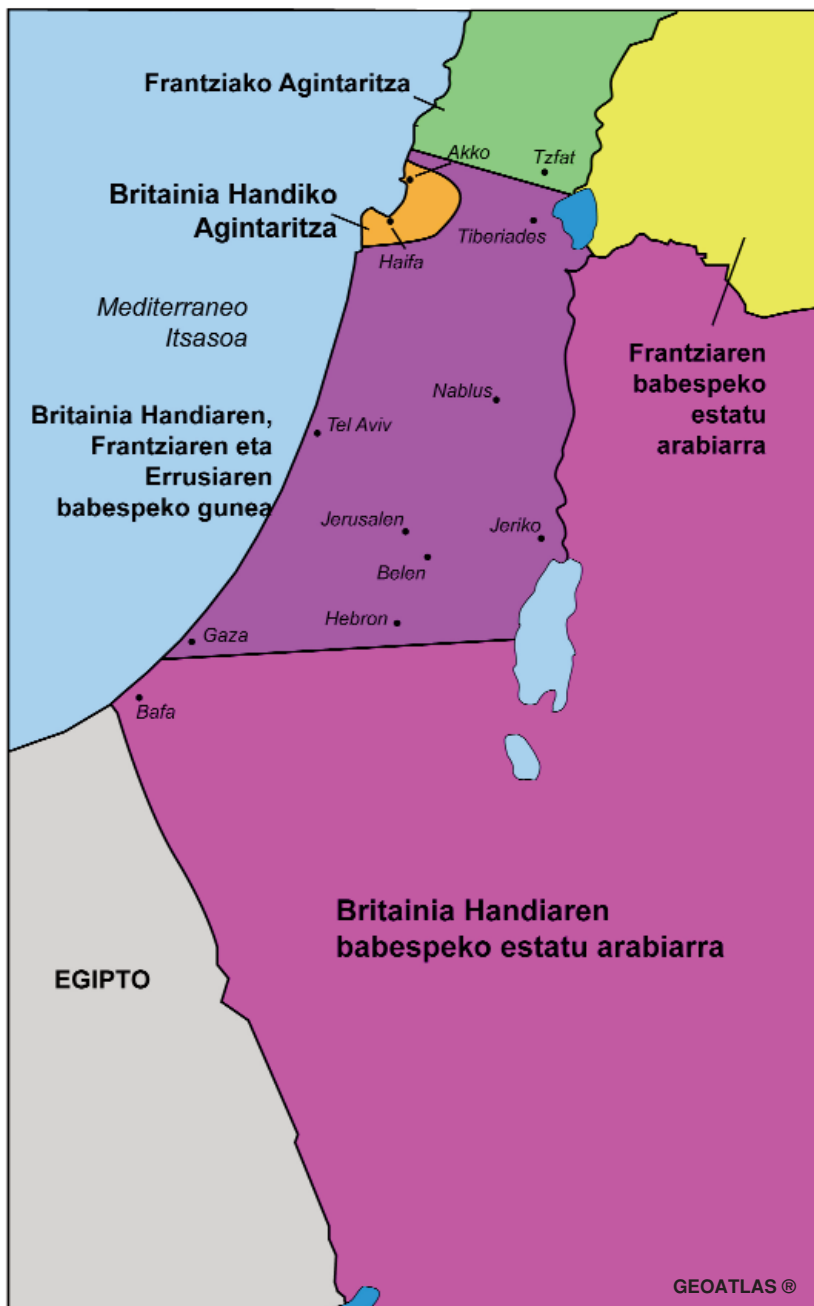 Frantziako Agintaritza
Akko
Tzfat
Britainia Handiko
Agintaritza
Tiberiades
Haifa
Mediterraneo
Itsasoa
Frantziaren
babespeko
estatu
arabiarra
Nablus
Britainia Handiaren,
Frantziaren eta
Errusiaren
babespeko gunea
Tel Aviv
Jerusalen
Jeriko
Belen
Hebron
Gaza
Bafa
Britainia Handiaren
babespeko estatu arabiarra
EGIPTO
GEOATLAS ®